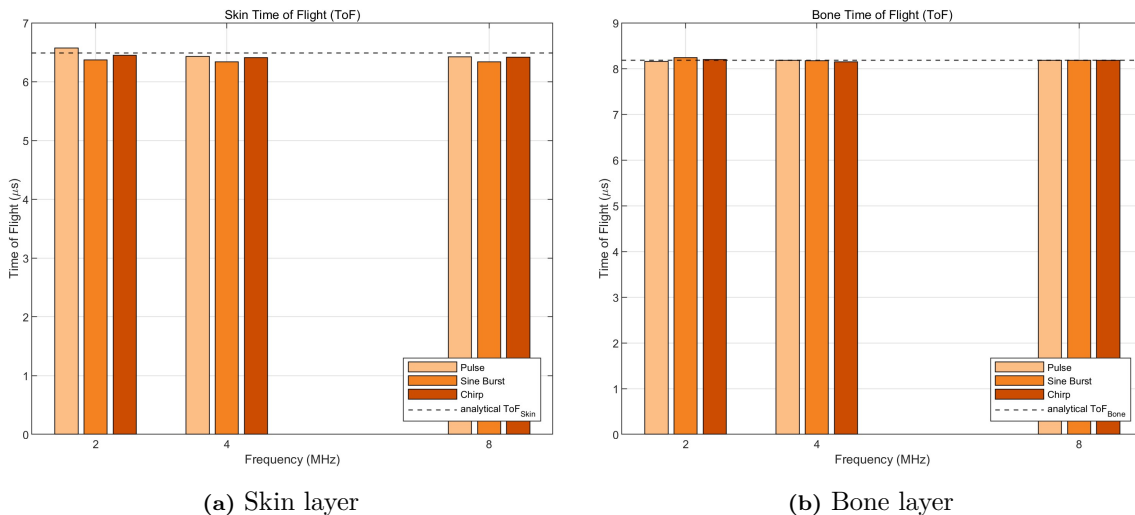 Skin Time of Flight (ToF)
7
6
5
4
3
2
1
0
Time of Flight (μs)
2
4
8
Frequency (MHz)
Pulse
Sine Burst
Chirp
analytical ToF_Skin
(a) Skin layer
Bone Time of Flight (ToF)
9
8
7
6
5
4
3
2
1
0
Time of Flight (μs)
2
4
8
Frequency (MHz)
Pulse
Sine Burst
Chirp
analytical ToF_Bone
(b) Bone layer